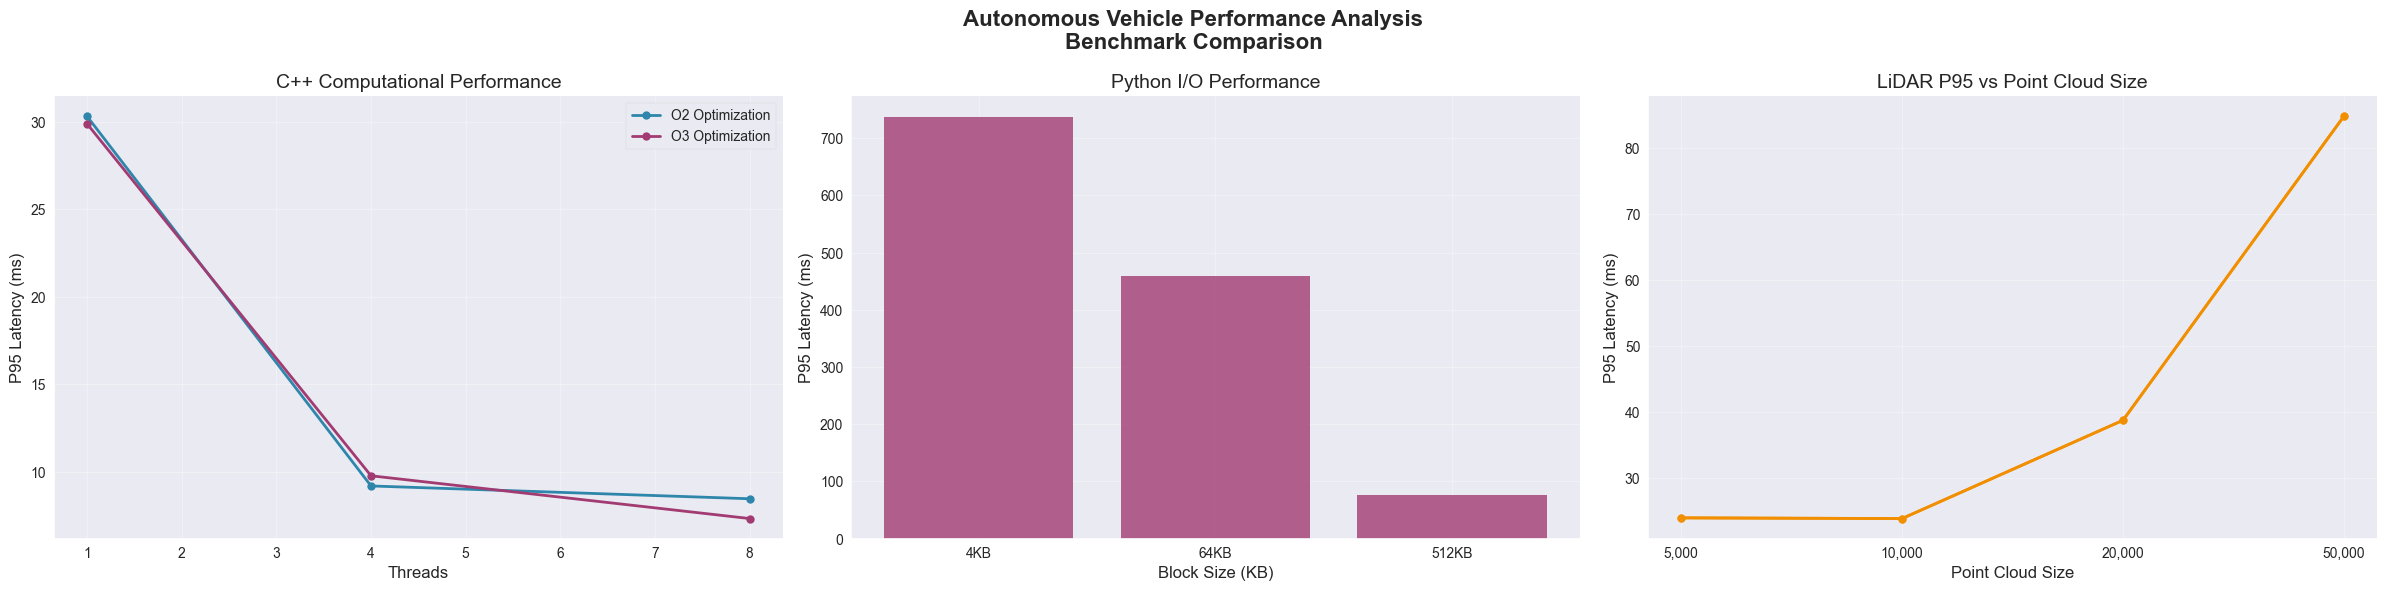 Autonomous Vehicle Performance Analysis
Benchmark Comparison
C++ Computational Performance
P95 Latency (ms)
30
25
20
15
10
O2 Optimization
O3 Optimization
1 2 3 4 5 6 7 8
Threads
Python I/O Performance
P95 Latency (ms)
700
600
500
400
300
200
100
0
4KB 64KB 512KB
Block Size (KB)
LiDAR P95 vs Point Cloud Size
P95 Latency (ms)
80
70
60
50
40
30
5,000 10,000 20,000 50,000
Point Cloud Size